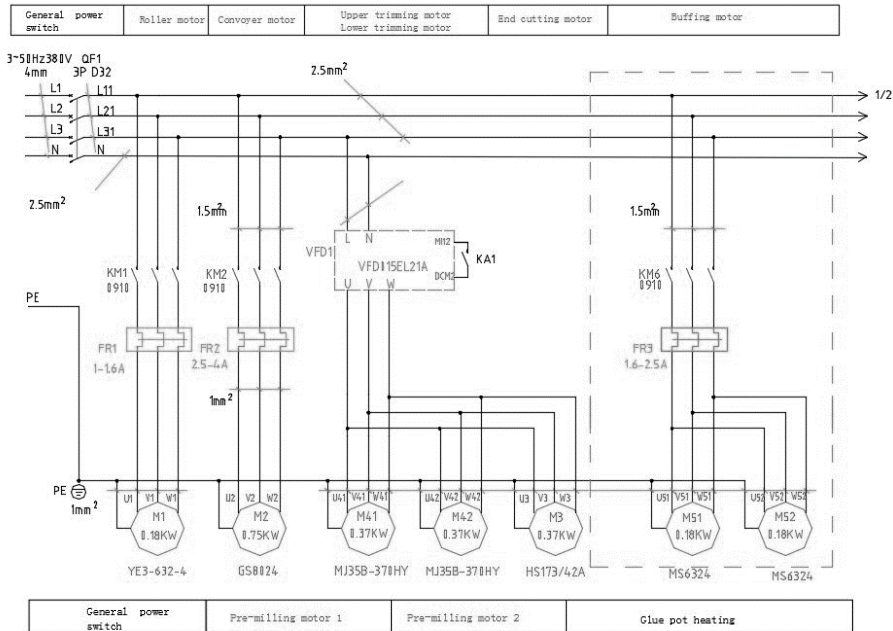 General power switch
Roller motor
Convoyer motor
Upper trimming motor
Lower trimming motor
End cutting motor
Buffing motor
3~50Hz380V QF1
4mm 3P D32
2.5mm²
L1 L11
1/2
L2 L21
L3 L31
N N
2.5mm²
1.5mm²
1.5mm²
L N
VFD1
MI12
VFD015EL21A
KA1
DCM2
U V W
KM1
0910
KM2
0910
KM6
0910
PE
FR1
1-1.6A
FR2
2.5-4A
FR3
1.6-2.5A
1mm²
PE
1mm²
U1 V1 W1
U2 V2 W2
U41 V41 W41
U42 V42 W42
U3 V3 W3
U51 V51 W51
U52 V52 W52
M1
0.18KW
M2
0.75KW
M41
0.37KW
M42
0.37KW
M3
0.37KW
M51
0.18KW
M52
0.18KW
YE3-632-4
GS8024
MJ35B-370HY
MJ35B-370HY
HS173/42A
MS6324
MS6324
General power switch
Pre-milling motor 1
Pre-milling motor 2
Glue pot heating